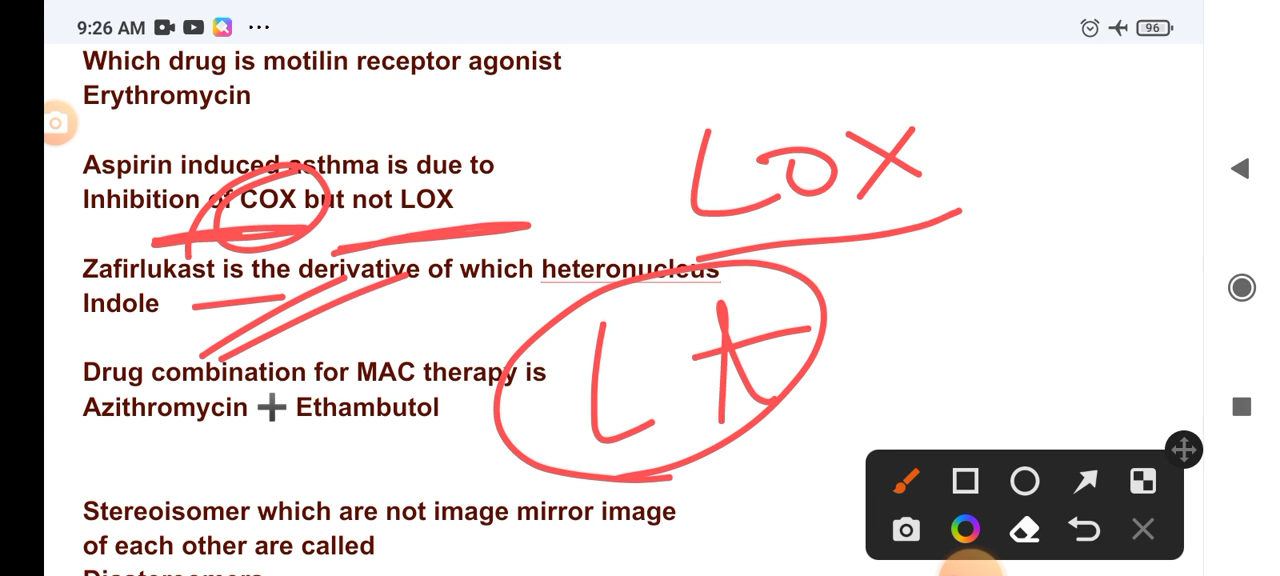 9:26 AM ...
96
Which drug is motilin receptor agonist
Erythromycin
Aspirin induced asthma is due to
Inhibition of COX but not LOX
LOX
Zafirlukast is the derivative of which heteronucleus
Indole
Lt
Drug combination for MAC therapy is
Azithromycin ➕ Ethambutol
Stereoisomer which are not image mirror image
of each other are called